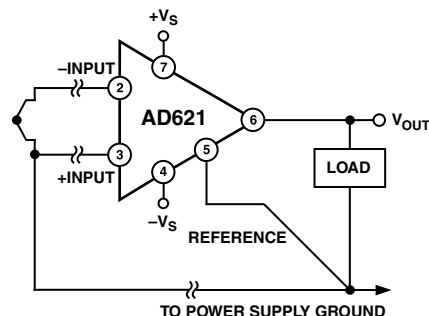 +VS
7
–INPUT
2
AD621
6
VOUT
3
5
+INPUT
4
LOAD
–VS
REFERENCE
TO POWER SUPPLY GROUND